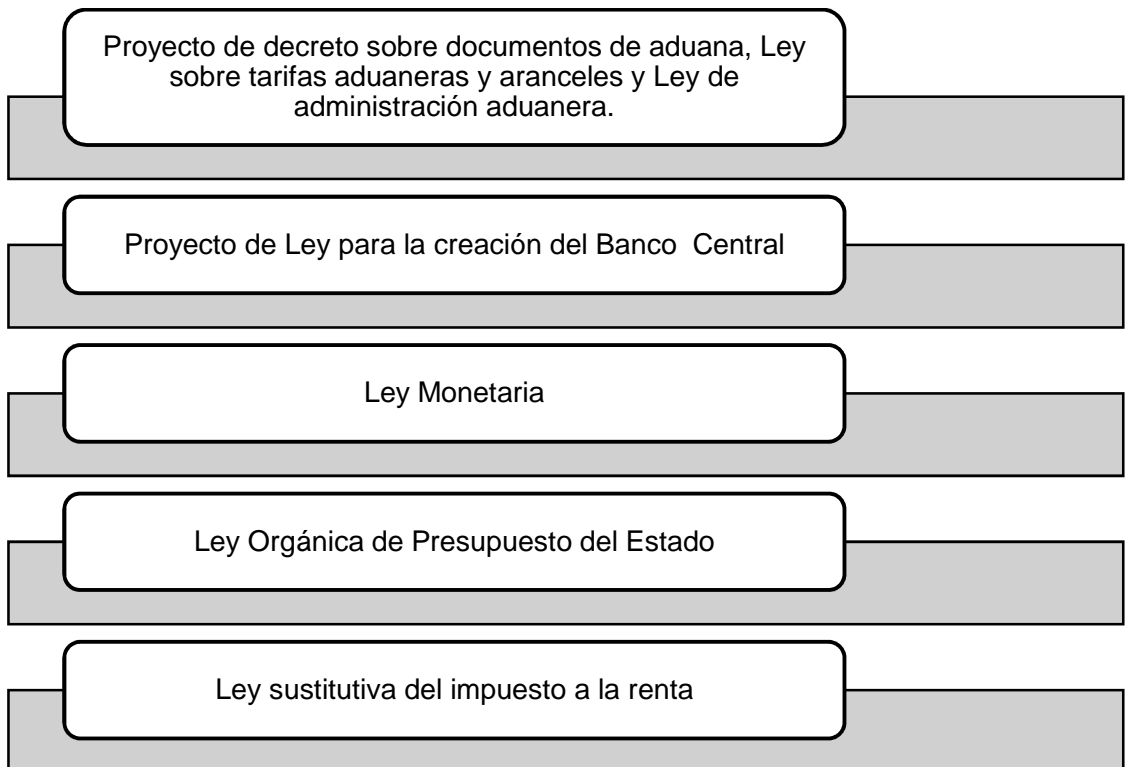 Proyecto de decreto sobre documentos de aduana, Ley
sobre tarifas aduaneras y aranceles y Ley de
administración aduanera.
Proyecto de Ley para la creación del Banco  Central
Ley Monetaria
Ley Orgánica de Presupuesto del Estado
Ley sustitutiva del impuesto a la renta